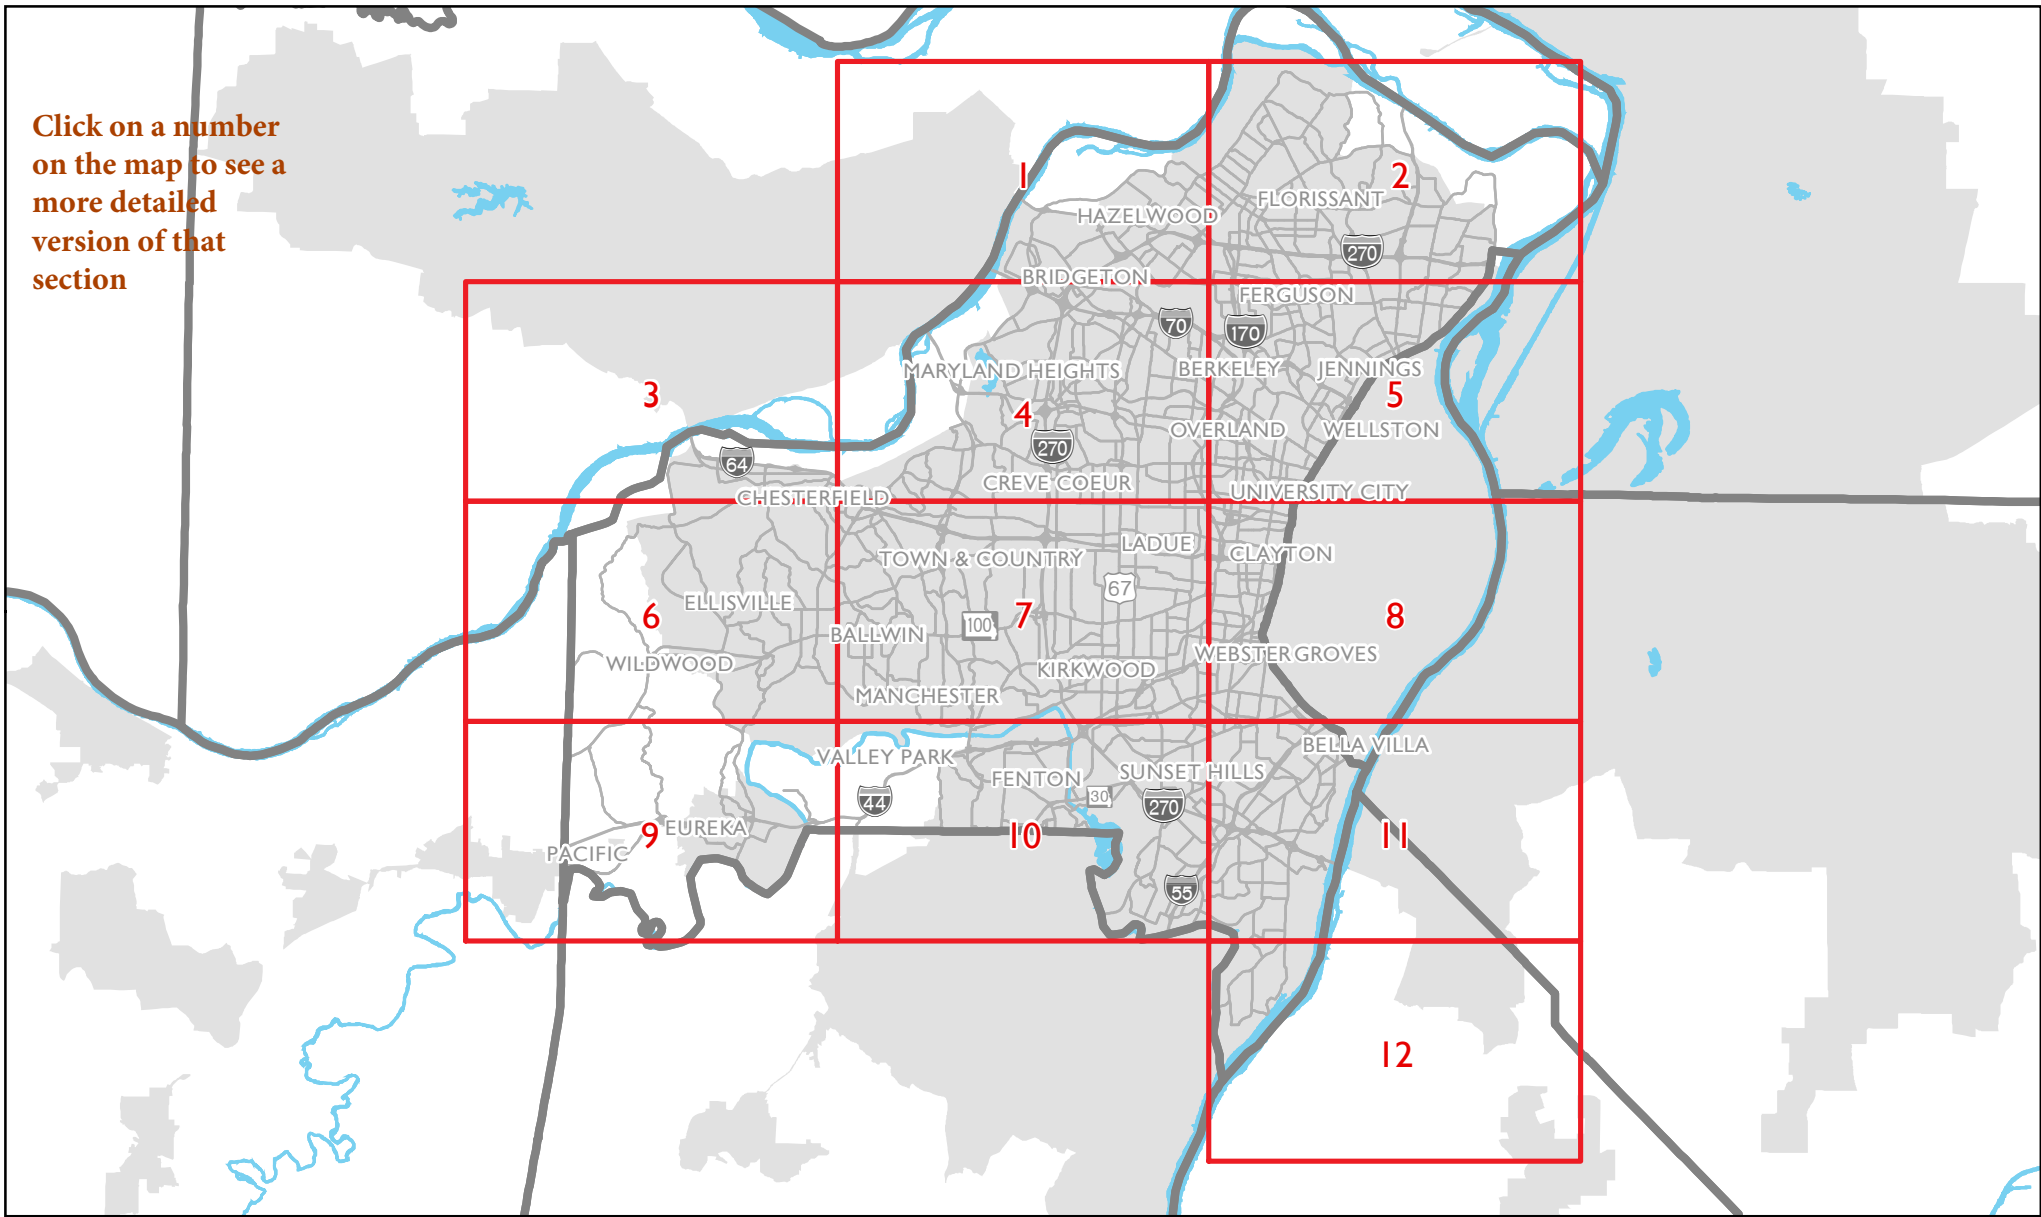 Click on a number
on the map to see a
more detailed
version of that
section
1
2
HAZELWOOD
FLORISSANT
270
BRIDGETON
FERGUSON
70
170
MARYLAND HEIGHTS
BERKELEY
JENNINGS
3
4
5
OVERLAND
WELLSTON
270
64
CREVE COEUR
CHESTERFIELD
UNIVERSITY CITY
LADUE
CLAYTON
TOWN & COUNTRY
67
ELLISVILLE
6
100
7
8
BALLWIN
WILDWOOD
KIRKWOOD
WEBSTER GROVES
MANCHESTER
BELLA VILLA
VALLEY PARK
FENTON
SUNSET HILLS
44
30
270
EUREKA
9
10
11
PACIFIC
55
12